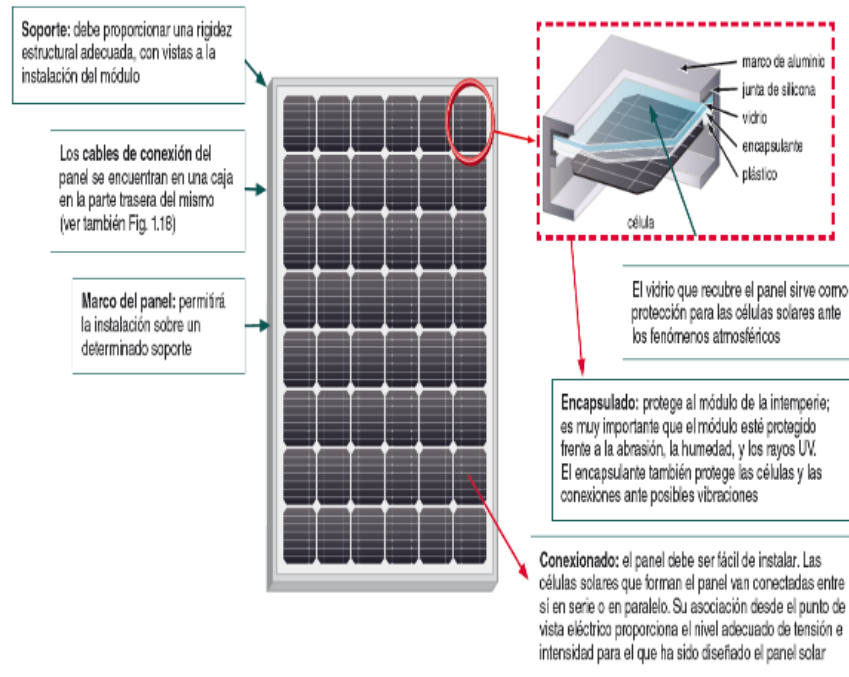 Soporte: debe proporcionar una rigidez
estructural adecuada, con vistas a la
instalación del módulo
Los cables de conexión del
panel se encuentran en una caja
en la parte trasera del mismo
(ver también Fig. 1.18)
Marco del panel: permitirá
la instalación sobre un
determinado soporte
marco de aluminio
junta de silicona
vidrio
encapsulante
plástico
célula
El vidrio que recubre el panel sirve como
protección para las células solares ante
los fenómenos atmosféricos
Encapsulado: protege al módulo de la intemperie;
es muy importante que el módulo esté protegido
frente a la abrasión, la humedad, y los rayos UV.
El encapsulante también protege las células y las
conexiones ante posibles vibraciones
Conexionado: el panel debe ser fácil de instalar. Las
células solares que forman el panel van conectadas entre
sí en serie o en paralelo. Su asociación desde el punto de
vista eléctrico proporciona el nivel adecuado de tensión e
intensidad para el que ha sido diseñado el panel solar